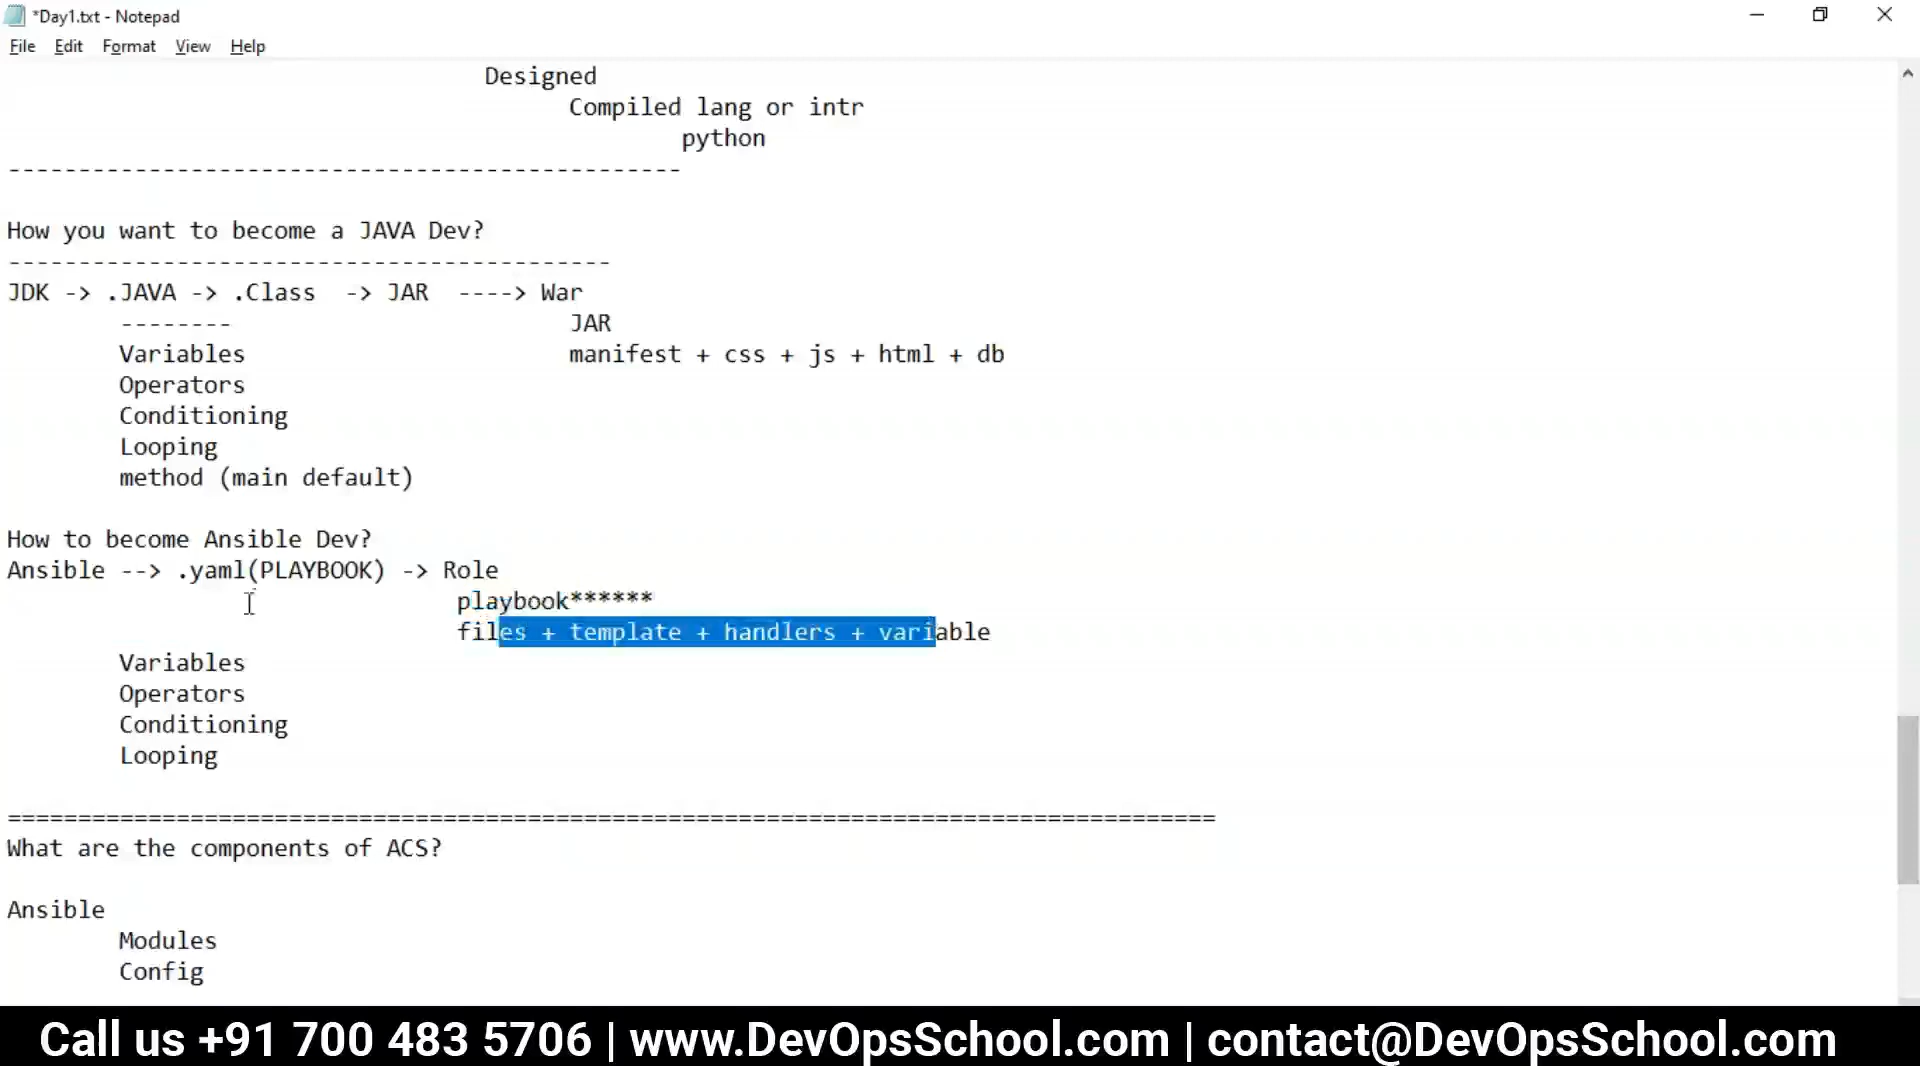 *Day1.txt - Notepad
File Edit Format View Help
Designed
Compiled lang or intr
python
------------------------------------------------
How you want to become a JAVA Dev?
-------------------------------------------
JDK -> .JAVA -> .Class -> JAR ----> War
-------- JAR
Variables manifest + css + js + html + db
Operators
Conditioning
Looping
method (main default)
How to become Ansible Dev?
Ansible --> .yaml(PLAYBOOK) -> Role
playbook******
files + template + handlers + variable
Variables
Operators
Conditioning
Looping
======================================================================================
What are the components of ACS?
Ansible
Modules
Config
Call us +91 700 483 5706 | www.DevOpsSchool.com | contact@DevOpsSchool.com